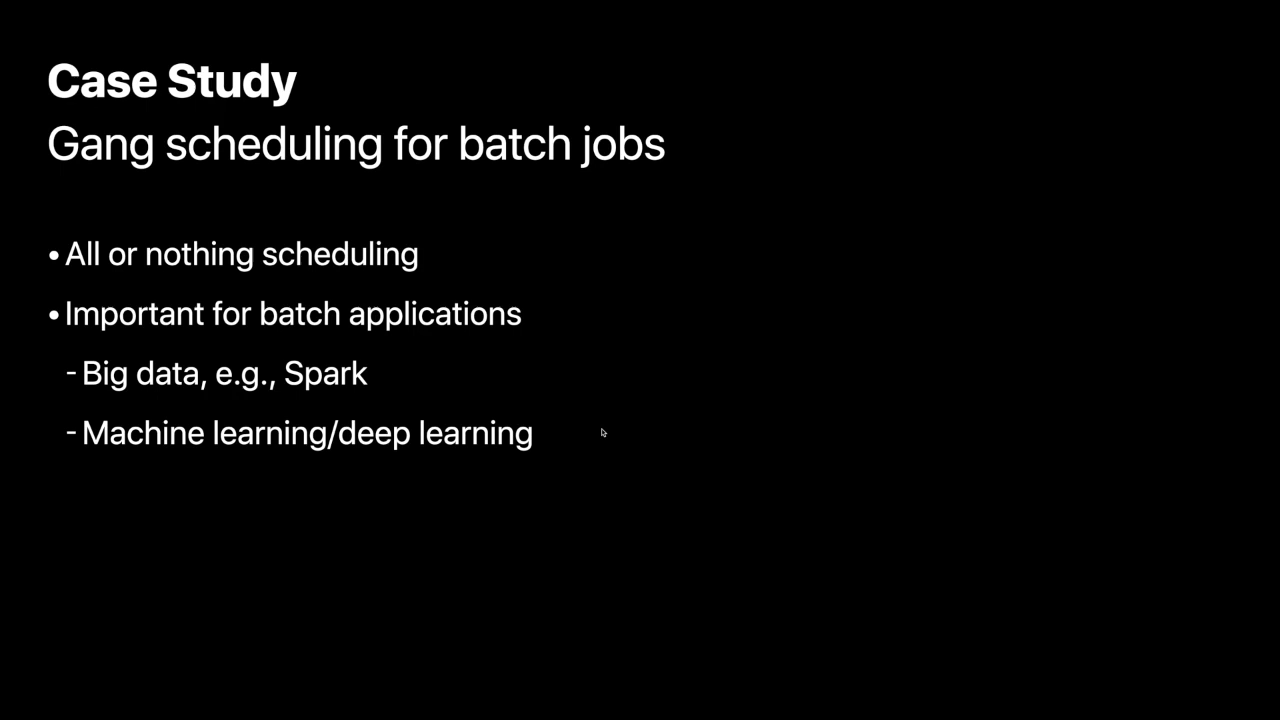 Case Study
Gang scheduling for batch jobs
• All or nothing scheduling
• Important for batch applications
- Big data, e.g., Spark
- Machine learning/deep learning